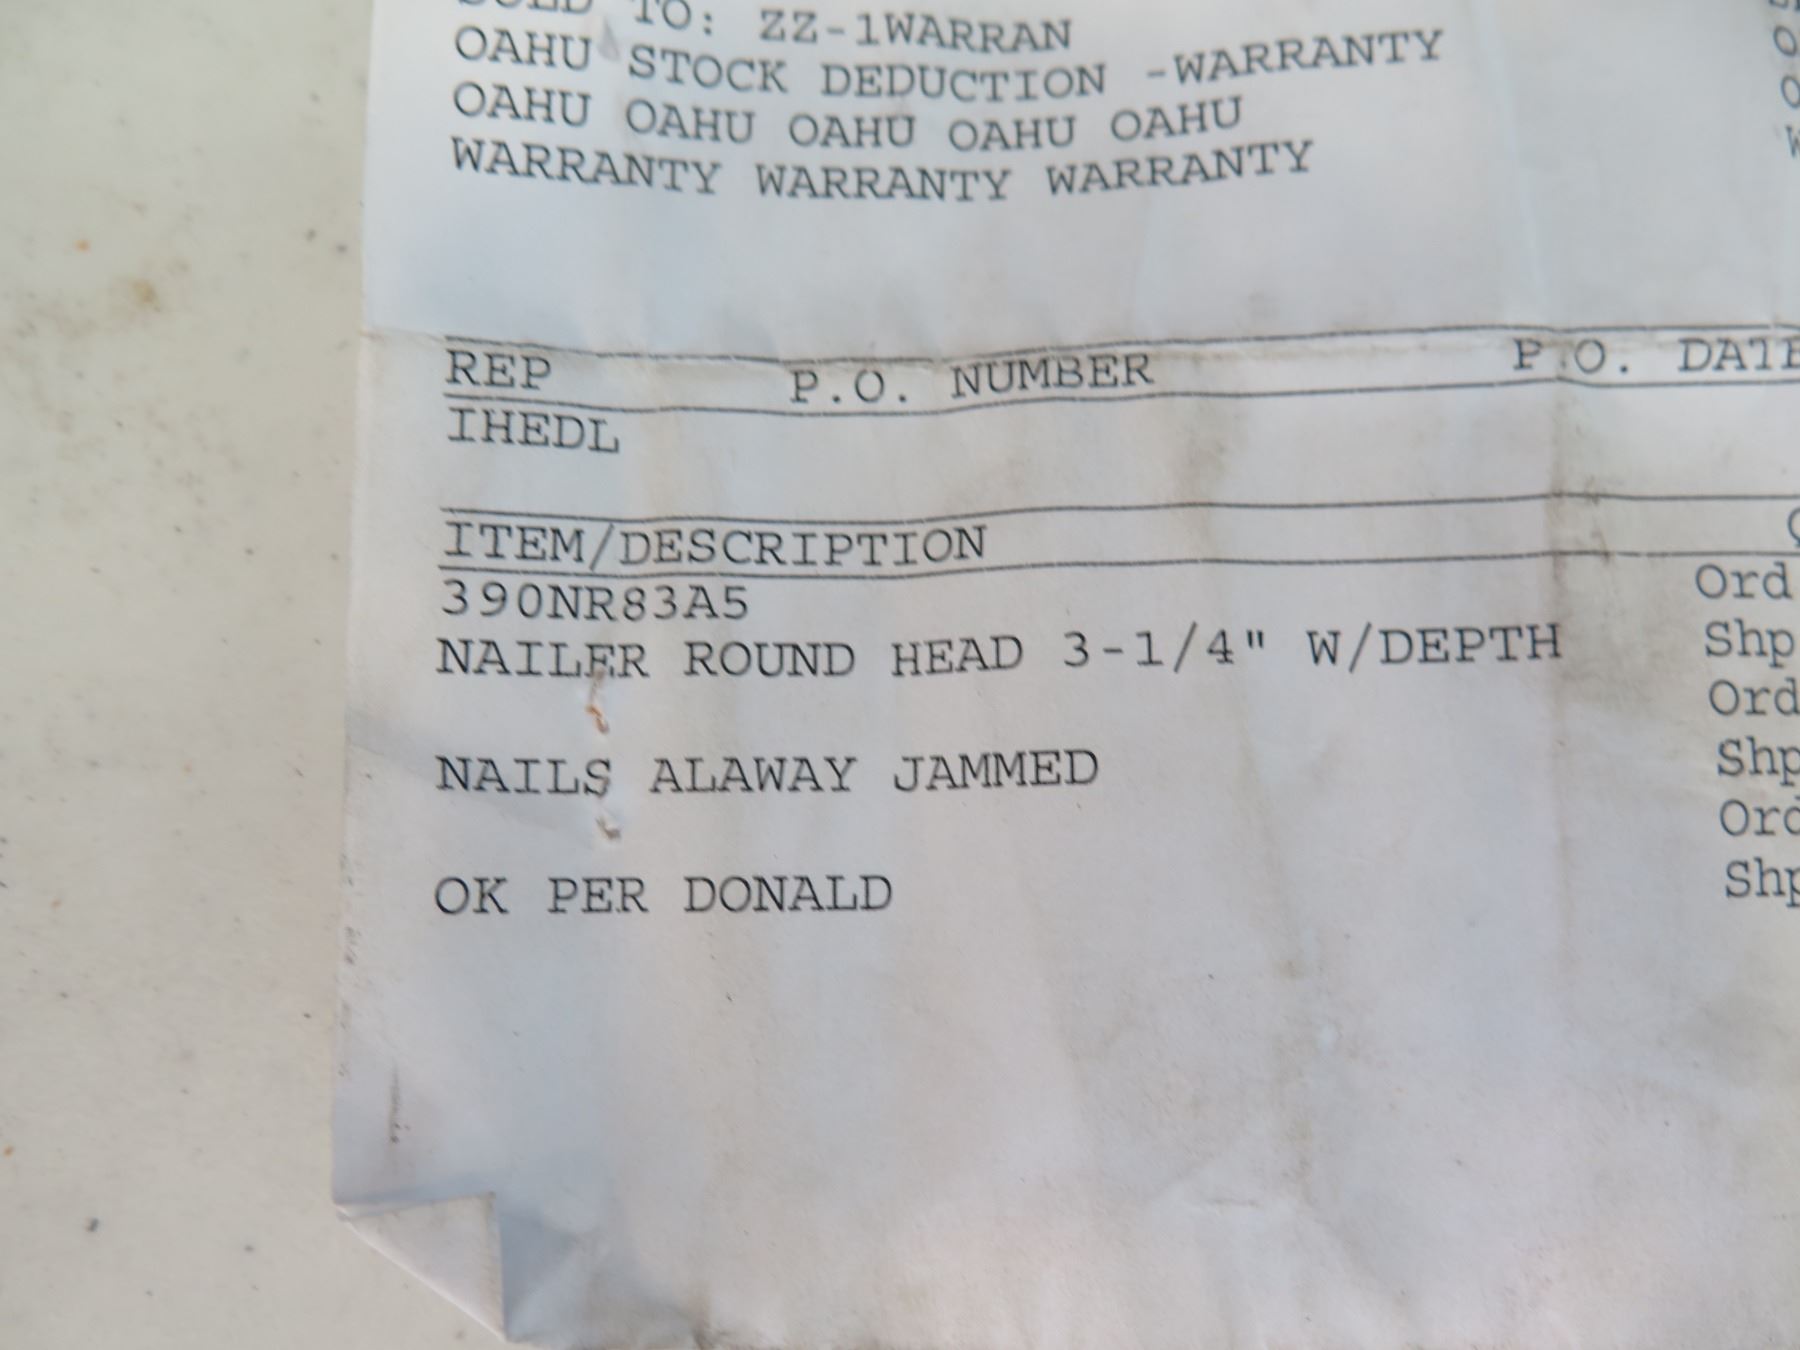 SOLD TO: ZZ-1WARRAN
OAHU STOCK DEDUCTION -WARRANTY
OAHU OAHU OAHU OAHU OAHU
WARRANTY WARRANTY WARRANTY
REP P.O. NUMBER P.O. DATE
IHEDL
ITEM/DESCRIPTION
390NR83A5 Ord
NAILER ROUND HEAD 3-1/4" W/DEPTH Shp
Ord
NAILS ALAWAY JAMMED Shp
Ord
OK PER DONALD Shp